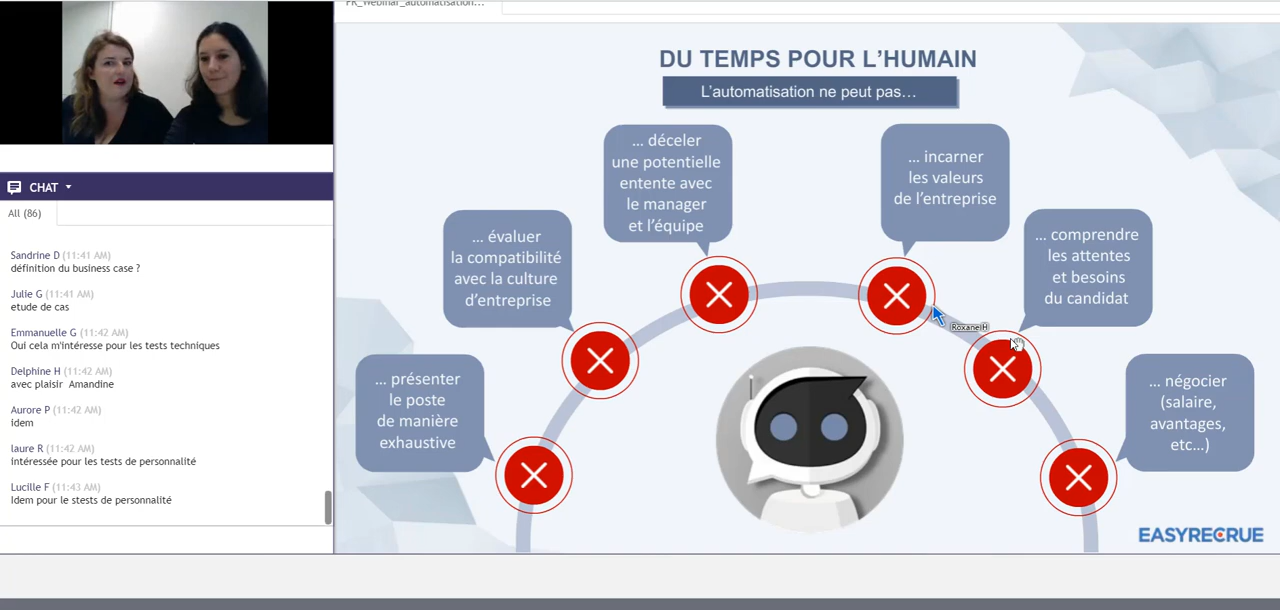 FR_Webinar_automatisation...
CHAT
All (86)
Sandrine D (11:41 AM)
définition du business case ?
Julie G (11:41 AM)
etude de cas
Emmanuelle G (11:42 AM)
Oui cela m'intéresse pour les tests techniques
Delphine H (11:42 AM)
avec plaisir Amandine
Aurore P (11:42 AM)
idem
laure R (11:42 AM)
intéressée pour les tests de personnalité
Lucille F (11:43 AM)
Idem pour le stests de personnalité
DU TEMPS POUR L'HUMAIN
L'automatisation ne peut pas…
... présenter
le poste
de manière
exhaustive
... évaluer
la compatibilité
avec la culture
d'entreprise
... déceler
une potentielle
entente avec
le manager
et l'équipe
... incarner
les valeurs
de l'entreprise
... comprendre
les attentes
et besoins
du candidat
... négocier
(salaire,
avantages,
etc…)
RoxaneIH
EASYRECRUE